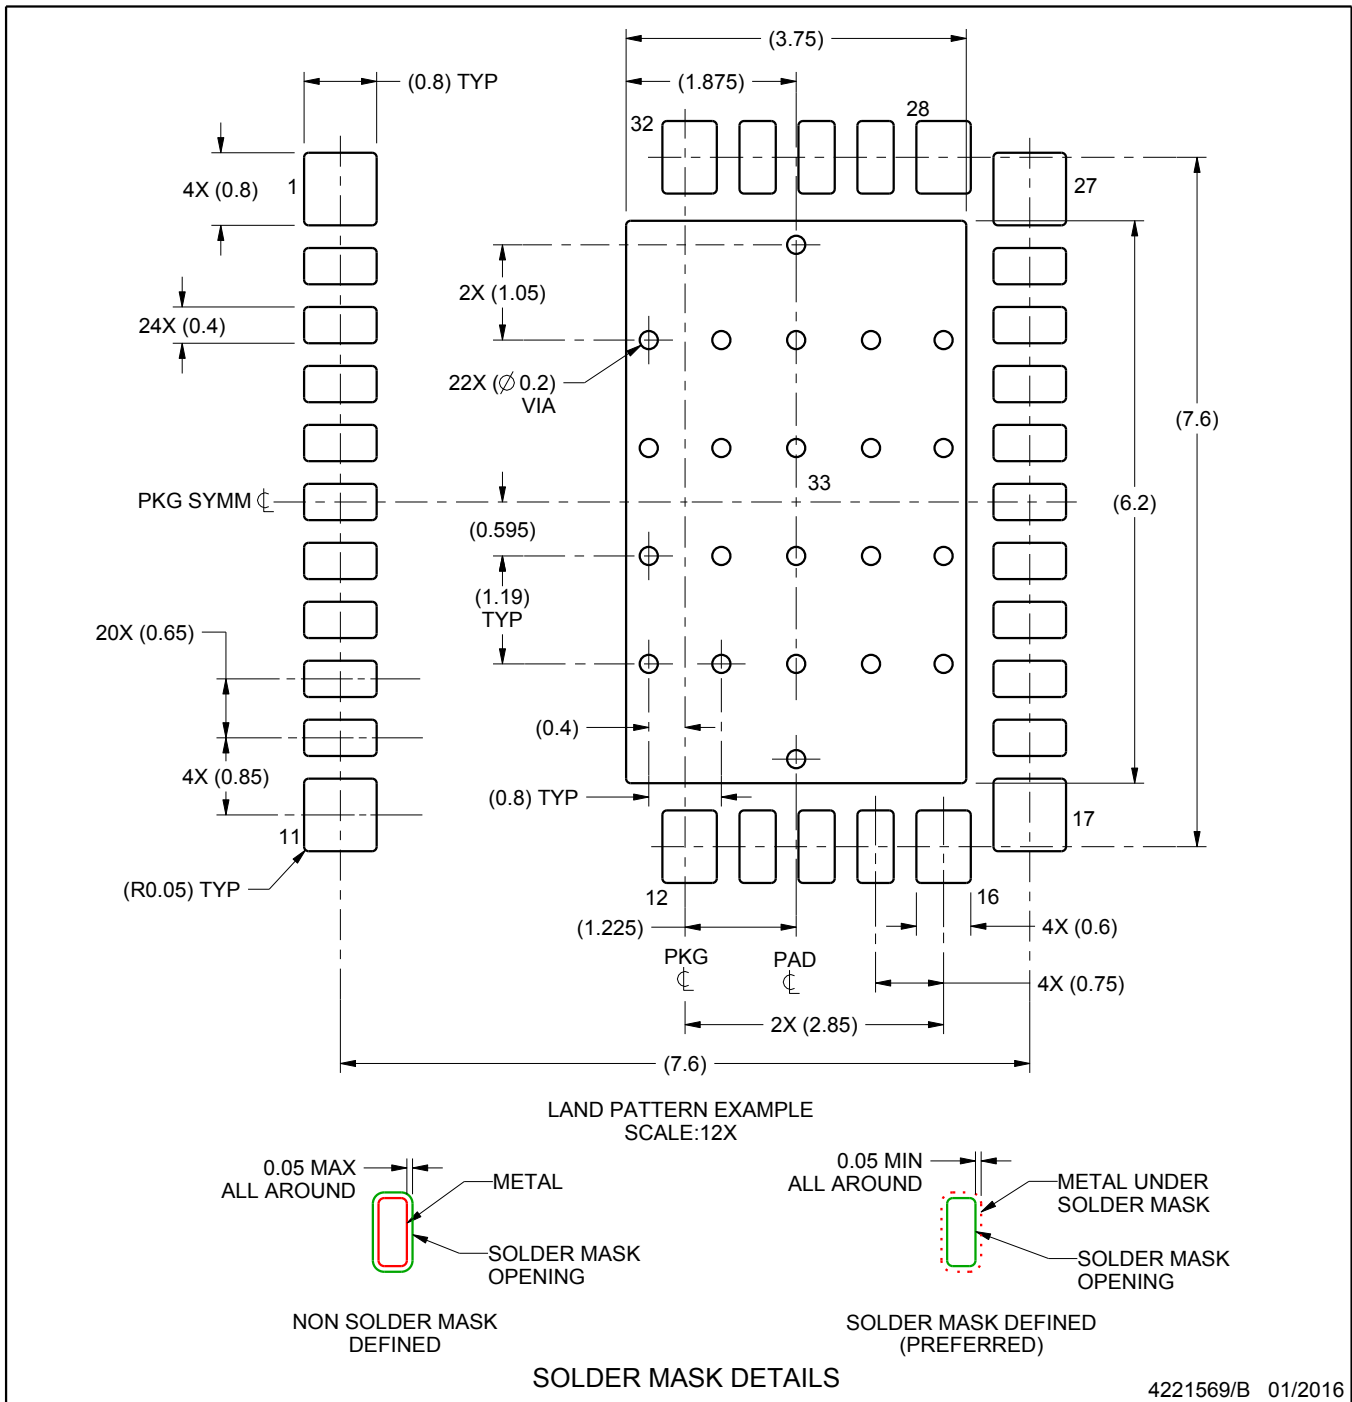 (3.75)
(0.8) TYP
(1.875)
32
28
4X (0.8)
1
27
2X (1.05)
24X (0.4)
22X (∅ 0.2)
VIA
(7.6)
33
PKG SYMM ℄
(6.2)
(0.595)
(1.19)
TYP
20X (0.65)
(0.4)
4X (0.85)
(0.8) TYP
11
17
(R0.05) TYP
12
16
(1.225)
4X (0.6)
PKG
℄
PAD
℄
4X (0.75)
2X (2.85)
(7.6)
LAND PATTERN EXAMPLE
SCALE:12X
0.05 MAX
ALL AROUND
METAL
SOLDER MASK
OPENING
NON SOLDER MASK
DEFINED
0.05 MIN
ALL AROUND
METAL UNDER
SOLDER MASK
SOLDER MASK
OPENING
SOLDER MASK DEFINED
(PREFERRED)
SOLDER MASK DETAILS
4221569/B 01/2016